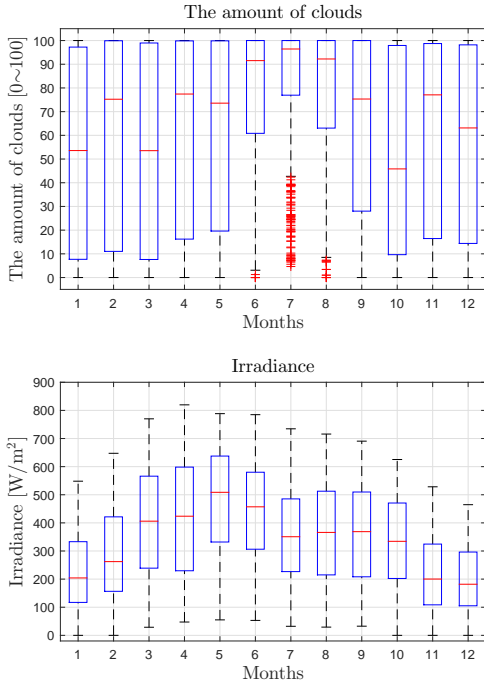 The amount of clouds
100
90
80
70
60
50
40
30
20
10
0
The amount of clouds [0~100]
1 2 3 4 5 6 7 8 9 10 11 12
Months
Irradiance
900
800
700
600
500
400
300
200
100
0
Irradiance [W/m²]
1 2 3 4 5 6 7 8 9 10 11 12
Months